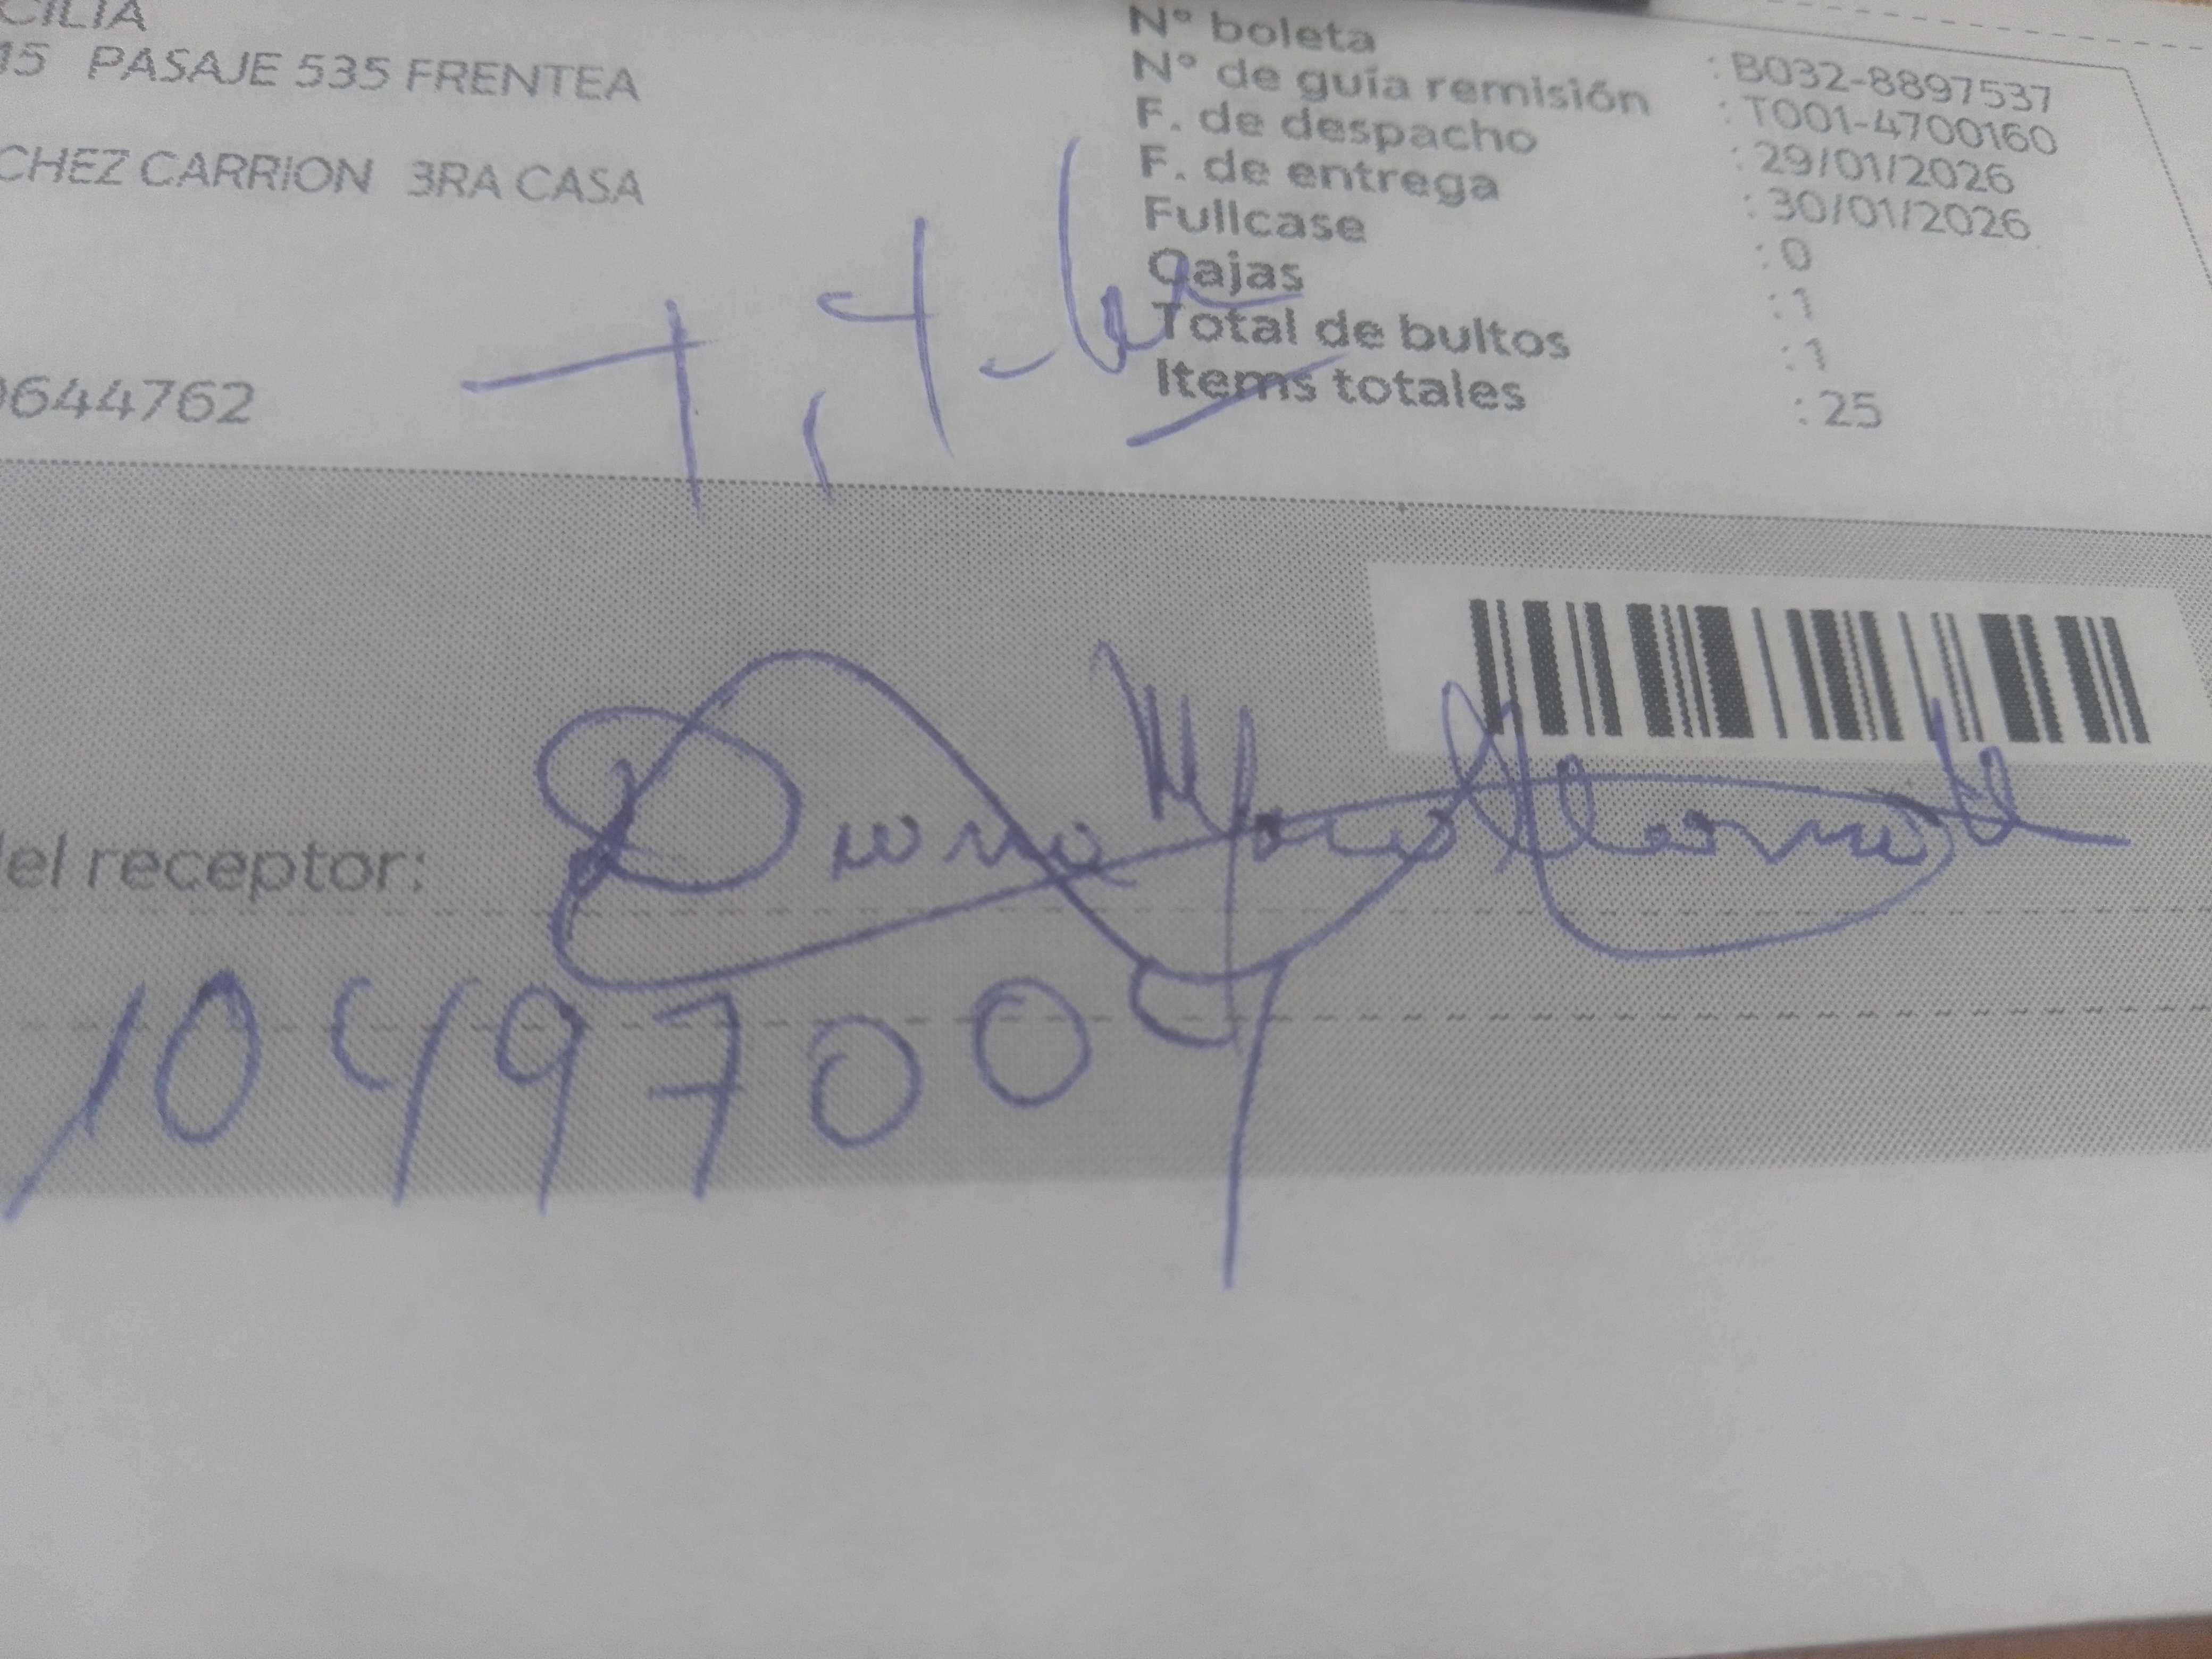 CILIA
15 PASAJE 535 FRENTEA
CHEZ CARRION 3RA CASA
0644762
N° boleta : B032-8897537
N° de guía remisión : T001-4700160
F. de despacho : 29/01/2026
F. de entrega : 30/01/2026
Fullcase : 0
Cajas : 1
Total de bultos : 1
Items totales : 25
el receptor:
10497009